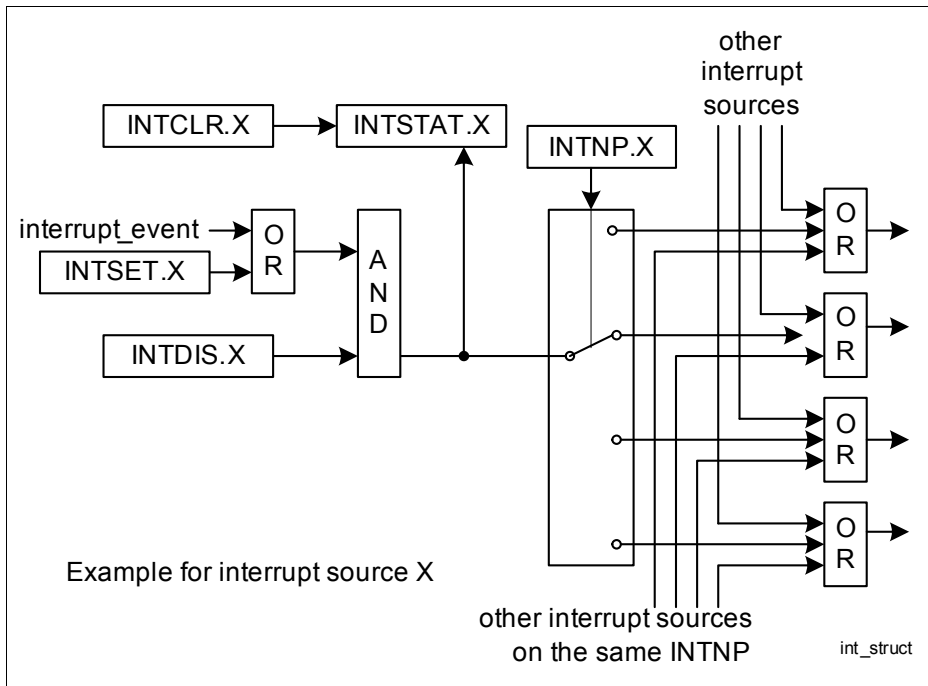 other
interrupt
sources
INTCLR.X
INTSTAT.X
INTNP.X
interrupt_event
INTSET.X
O
R
A
N
D
INTDIS.X
O
R
O
R
O
R
O
R
Example for interrupt source X
other interrupt sources
on the same INTNP
int_struct